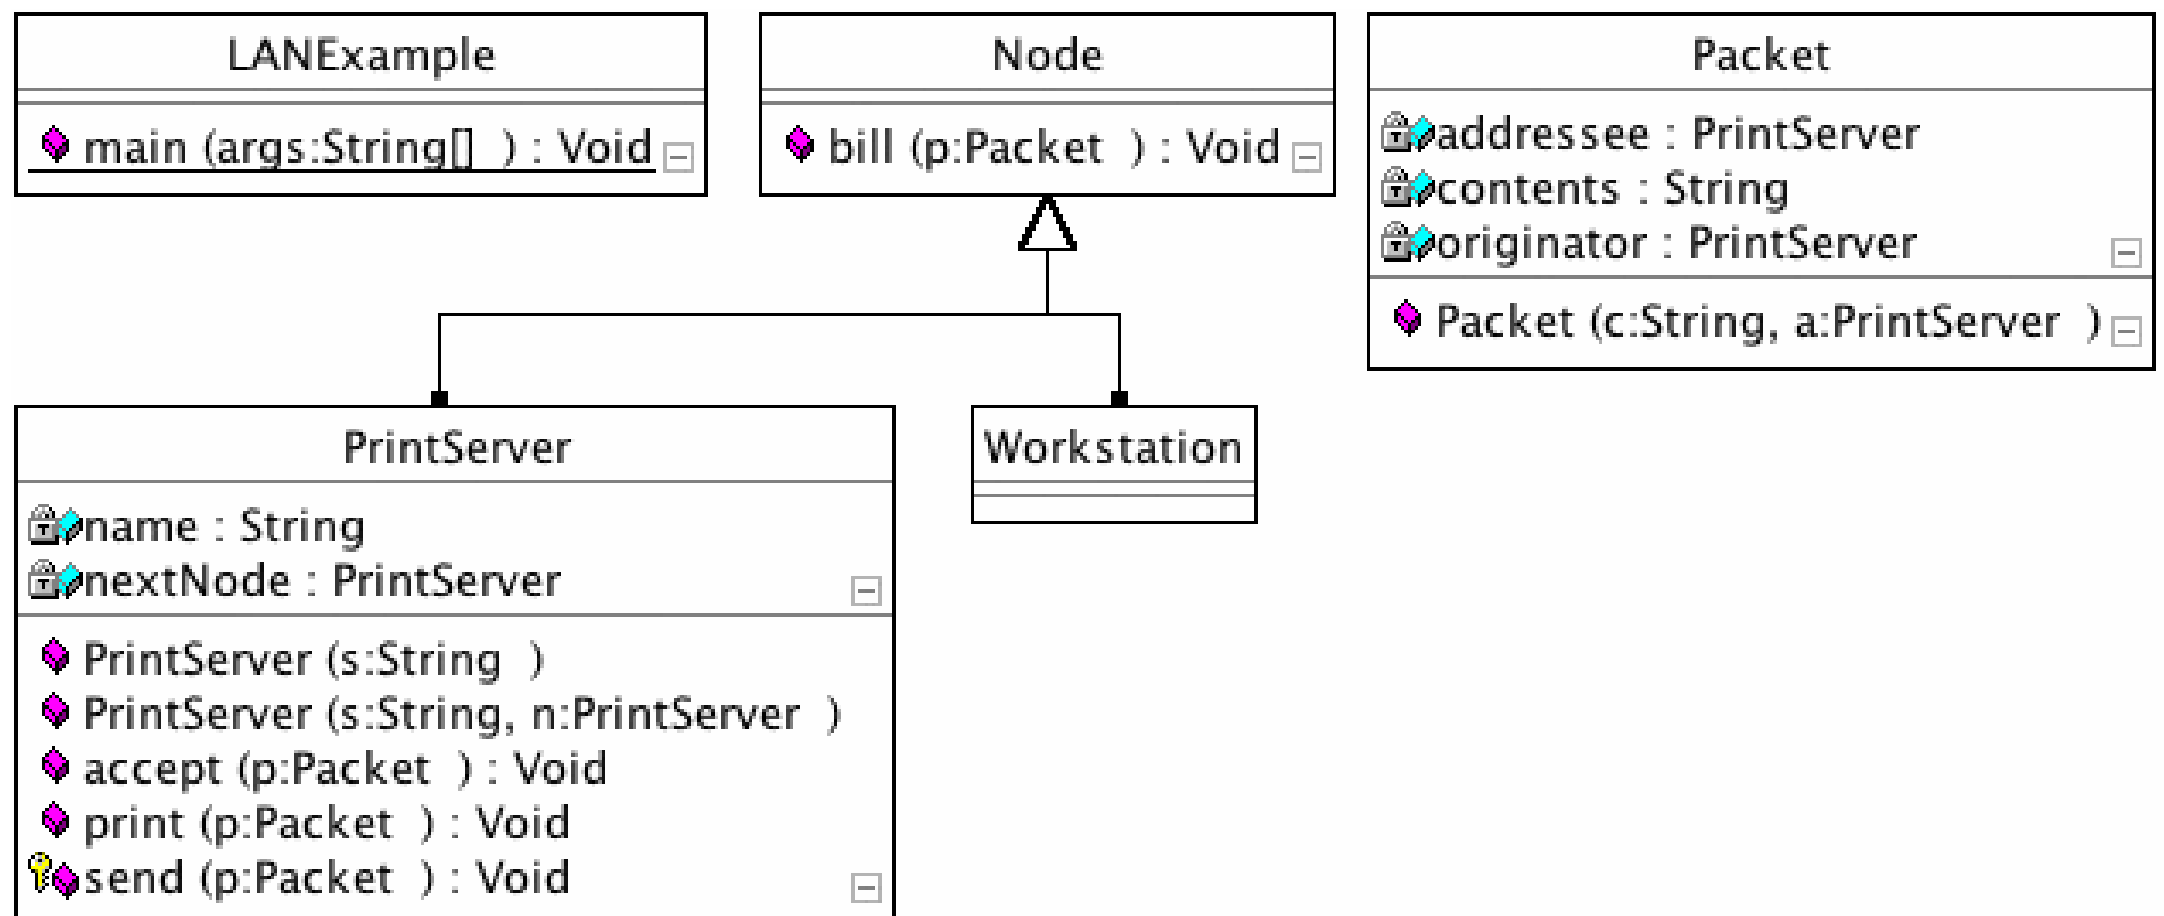 LANExample
main (args:String[]  ) : Void
Node
bill (p:Packet  ) : Void
Packet
addressee : PrintServer
contents : String
originator : PrintServer
Packet (c:String, a:PrintServer  )
PrintServer
name : String
nextNode : PrintServer
PrintServer (s:String  )
PrintServer (s:String, n:PrintServer  )
accept (p:Packet  ) : Void
print (p:Packet  ) : Void
send (p:Packet  ) : Void
Workstation